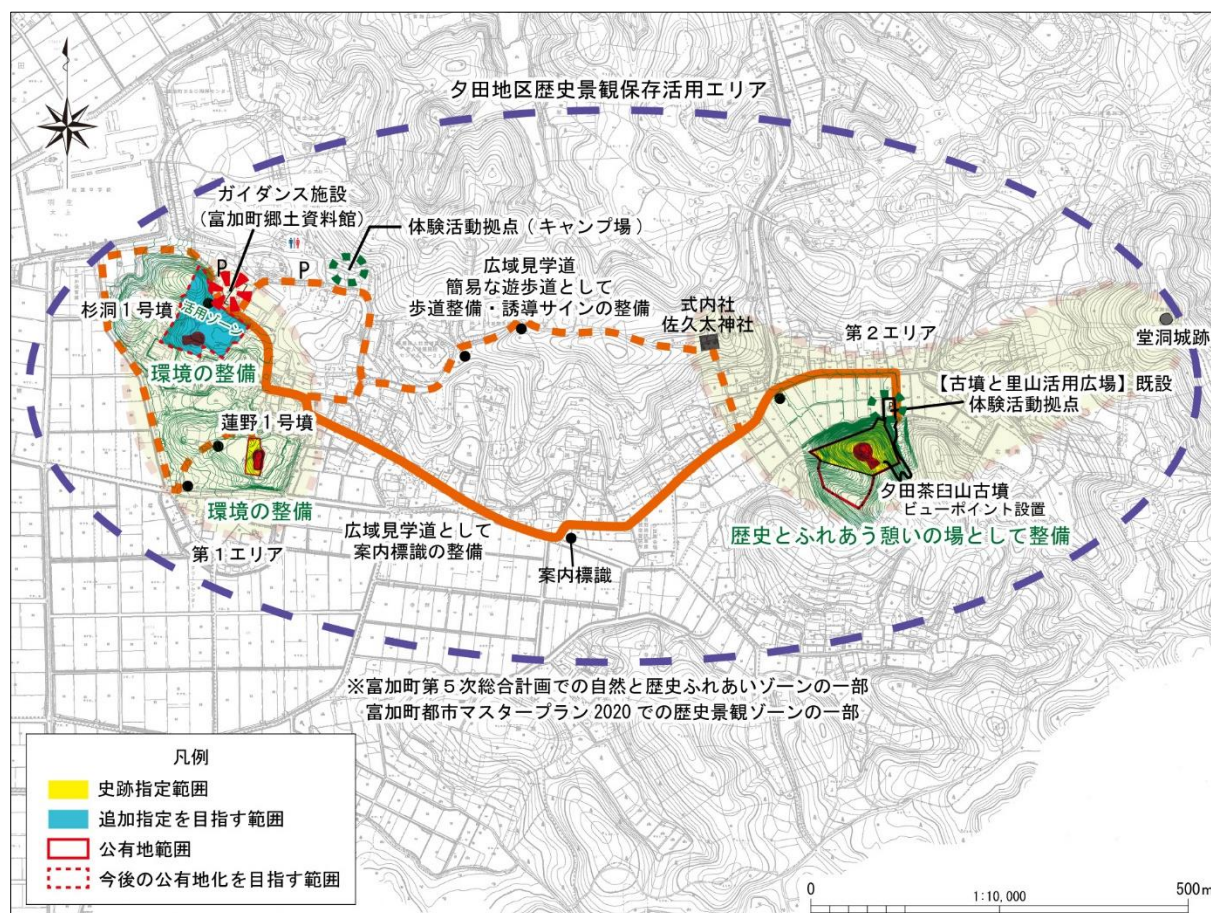 夕田地区歴史景観保存活用エリア
ガイダンス施設
（富加町郷土資料館）
体験活動拠点（キャンプ場）
P
P
広域見学道
簡易な遊歩道として
歩道整備・誘導サインの整備
式内社
佐久太神社
第２エリア
堂洞城跡
杉洞１号墳
活用ゾーン
環境の整備
【古墳と里山活用広場】既設
体験活動拠点
蓮野１号墳
夕田茶臼山古墳
ビューポイント設置
環境の整備
歴史とふれあう憩いの場として整備
第１エリア
広域見学道として
案内標識の整備
案内標識
※富加町第５次総合計画での自然と歴史ふれあいゾーンの一部
富加町都市マスタープラン2020での歴史景観ゾーンの一部
凡例
史跡指定範囲
追加指定を目指す範囲
公有地範囲
今後の公有地化を目指す範囲
0
1:10,000
500m